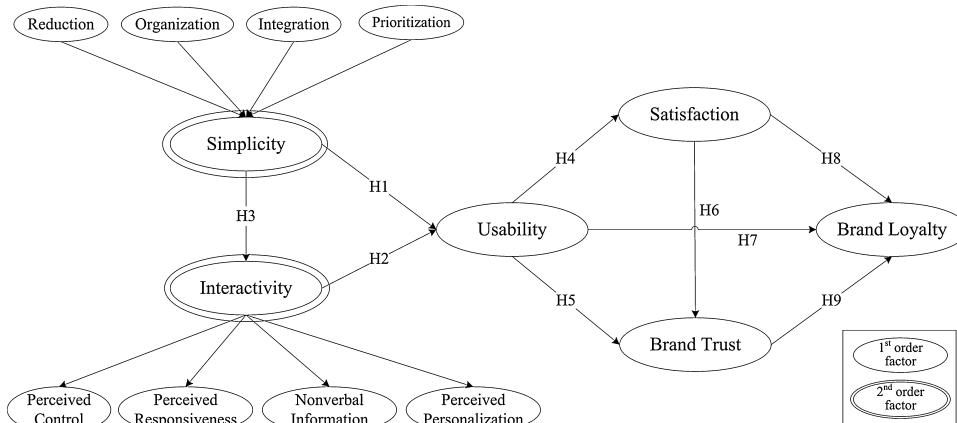 Reduction
Organization
Integration
Prioritization
Simplicity
Satisfaction
H1
H4
H8
H3
H6
Usability
Brand Loyalty
H7
H2
Interactivity
H5
H9
Brand Trust
1st order
factor
Perceived
Control
Perceived
Responsiveness
Nonverbal
Information
Perceived
Personalization
2nd order
factor